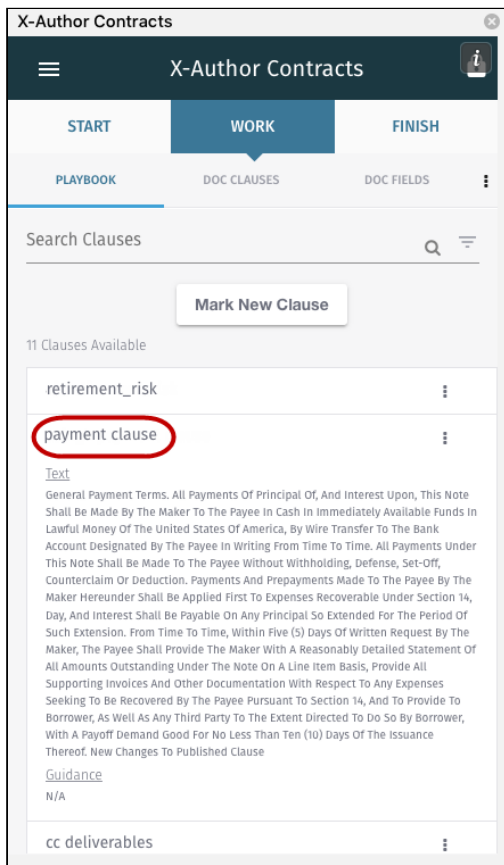 X-Author Contracts
X-Author Contracts
i
START WORK FINISH
PLAYBOOK DOC CLAUSES DOC FIELDS
Search Clauses
Mark New Clause
11 Clauses Available
retirement_risk
payment clause
Text
General Payment Terms. All Payments Of Principal Of, And Interest Upon, This Note
Shall Be Made By The Maker To The Payee In Cash In Immediately Available Funds In
Lawful Money Of The United States Of America, By Wire Transfer To The Bank
Account Designated By The Payee In Writing From Time To Time. All Payments Under
This Note Shall Be Made To The Payee Without Withholding, Defense, Set-Off,
Counterclaim Or Deduction. Payments And Prepayments Made To The Payee By The
Maker Hereunder Shall Be Applied First To Expenses Recoverable Under Section 14,
Day, And Interest Shall Be Payable On Any Principal So Extended For The Period Of
Such Extension. From Time To Time, Within Five (5) Days Of Written Request By The
Maker, The Payee Shall Provide The Maker With A Reasonably Detailed Statement Of
All Amounts Outstanding Under The Note On A Line Item Basis, Provide All
Supporting Invoices And Other Documentation With Respect To Any Expenses
Seeking To Be Recovered By The Payee Pursuant To Section 14, And To Provide To
Borrower, As Well As Any Third Party To The Extent Directed To Do So By Borrower,
With A Payoff Demand Good For No Less Than Ten (10) Days Of The Issuance
Thereof. New Changes To Published Clause
Guidance
N/A
cc deliverables